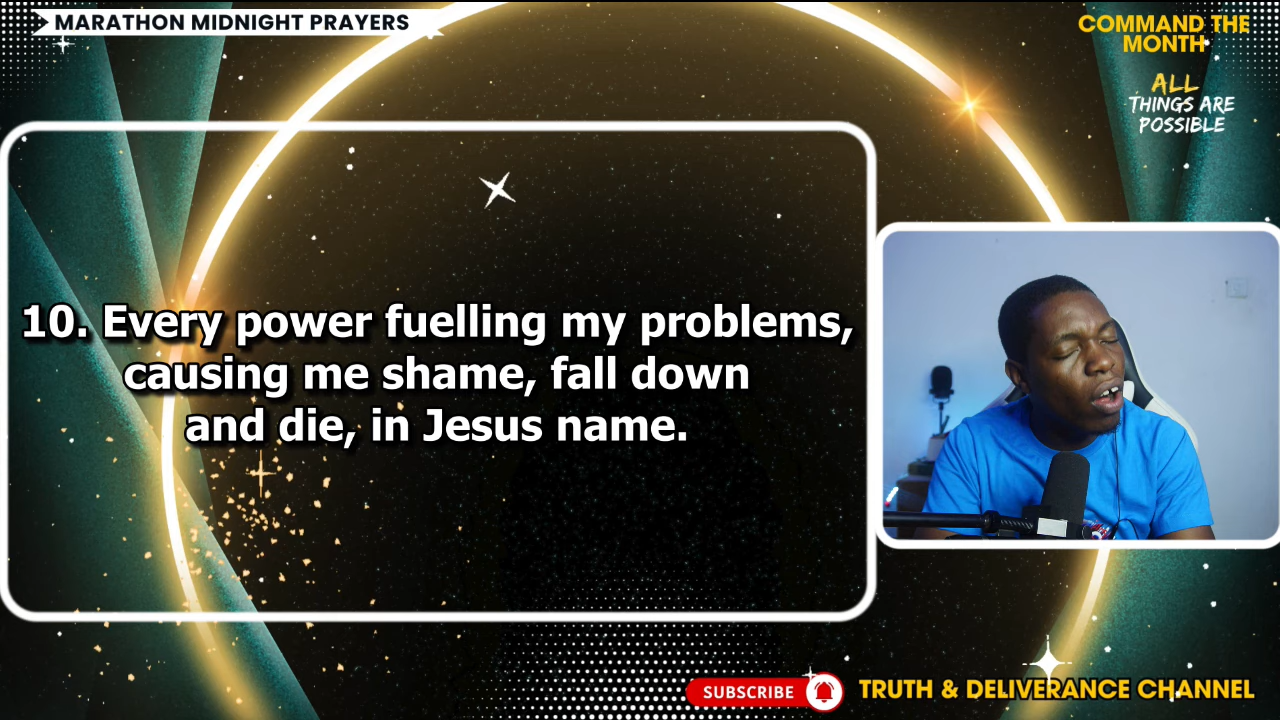 MARATHON MIDNIGHT PRAYERS
COMMAND THE
MONTH
ALL
THINGS ARE
POSSIBLE
10. Every power fuelling my problems,
causing me shame, fall down
and die, in Jesus name.
SUBSCRIBE
TRUTH & DELIVERANCE CHANNEL